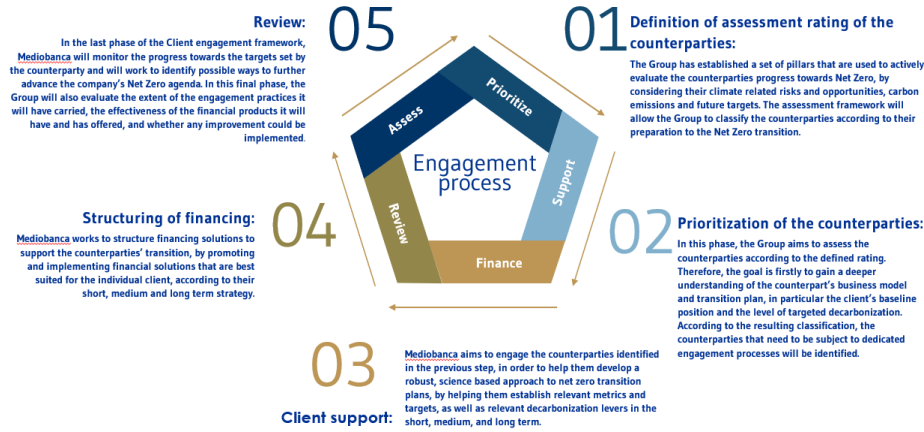 01
Definition of assessment rating of the
counterparties:
The Group has established a set of pillars that are used to actively
evaluate the counterparties progress towards Net Zero, by
considering their climate related risks and opportunities, carbon
emissions and future targets. The assessment framework will
allow the Group to classify the counterparties according to their
preparation to the Net Zero transition.
02
Prioritization of the counterparties:
In this phase, the Group aims to assess the
counterparties according to the defined rating.
Therefore, the goal is firstly to gain a deeper
understanding of the counterpart's business model
and transition plan, in particular the client's baseline
position and the level of targeted decarbonization.
According to the resulting classification, the
counterparties that need to be subject to dedicated
engagement processes will be identified.
03
Client support:
Mediobanca aims to engage the counterparties identified
in the previous step, in order to help them develop a
robust, science based approach to net zero transition
plans, by helping them establish relevant metrics and
targets, as well as relevant decarbonization levers in the
short, medium, and long term.
04
Structuring of financing:
Mediobanca works to structure financing solutions to
support the counterparties' transition, by promoting
and implementing financial solutions that are best
suited for the individual client, according to their
short, medium and long term strategy.
05
Review:
In the last phase of the Client engagement framework,
Mediobanca will monitor the progress towards the targets set by
the counterparty and will work to identify possible ways to further
advance the company's Net Zero agenda. In this final phase, the
Group will also evaluate the extent of the engagement practices it
will have carried, the effectiveness of the financial products it will
have and has offered, and whether any improvement could be
implemented.
Engagement
process
Assess
Prioritize
Support
Finance
Review